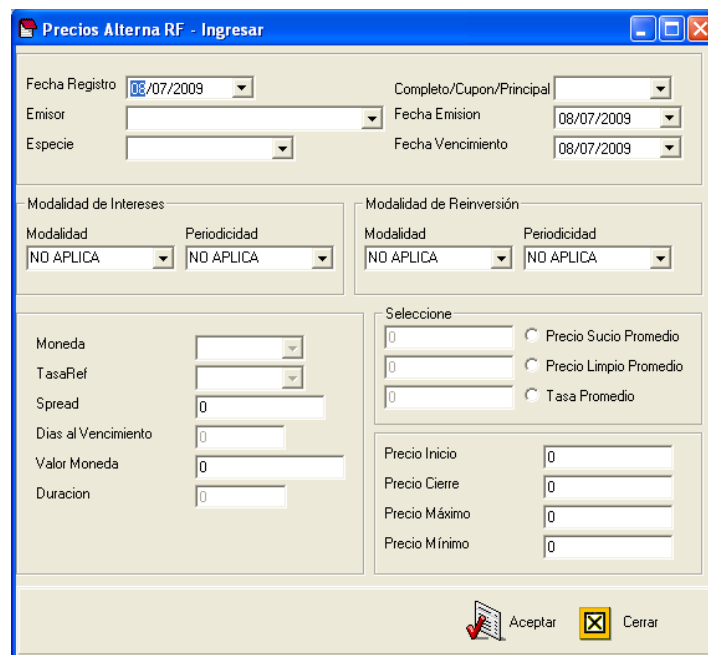 Precios Alterna RF - Ingresar
Fecha Registro 08/07/2009
Completo/Cupon/Principal
Emisor
Fecha Emision 08/07/2009
Especie
Fecha Vencimiento 08/07/2009
Modalidad de Intereses
Modalidad Periodicidad
NO APLICA NO APLICA
Modalidad de Reinversión
Modalidad Periodicidad
NO APLICA NO APLICA
Moneda
TasaRef
Spread 0
Dias al Vencimiento 0
Valor Moneda 0
Duracion 0
Seleccione
0 Precio Sucio Promedio
0 Precio Limpio Promedio
0 Tasa Promedio
Precio Inicio 0
Precio Cierre 0
Precio Máximo 0
Precio Mínimo 0
Aceptar Cerrar